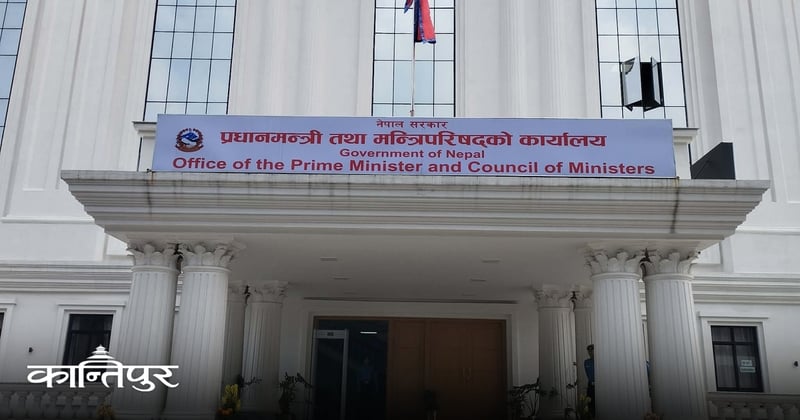 नेपाल सरकार
प्रधानमन्त्री तथा मन्त्रिपरिषद्को कार्यालय
Government of Nepal
Office of the Prime Minister and Council of Ministers
कान्तिपुर